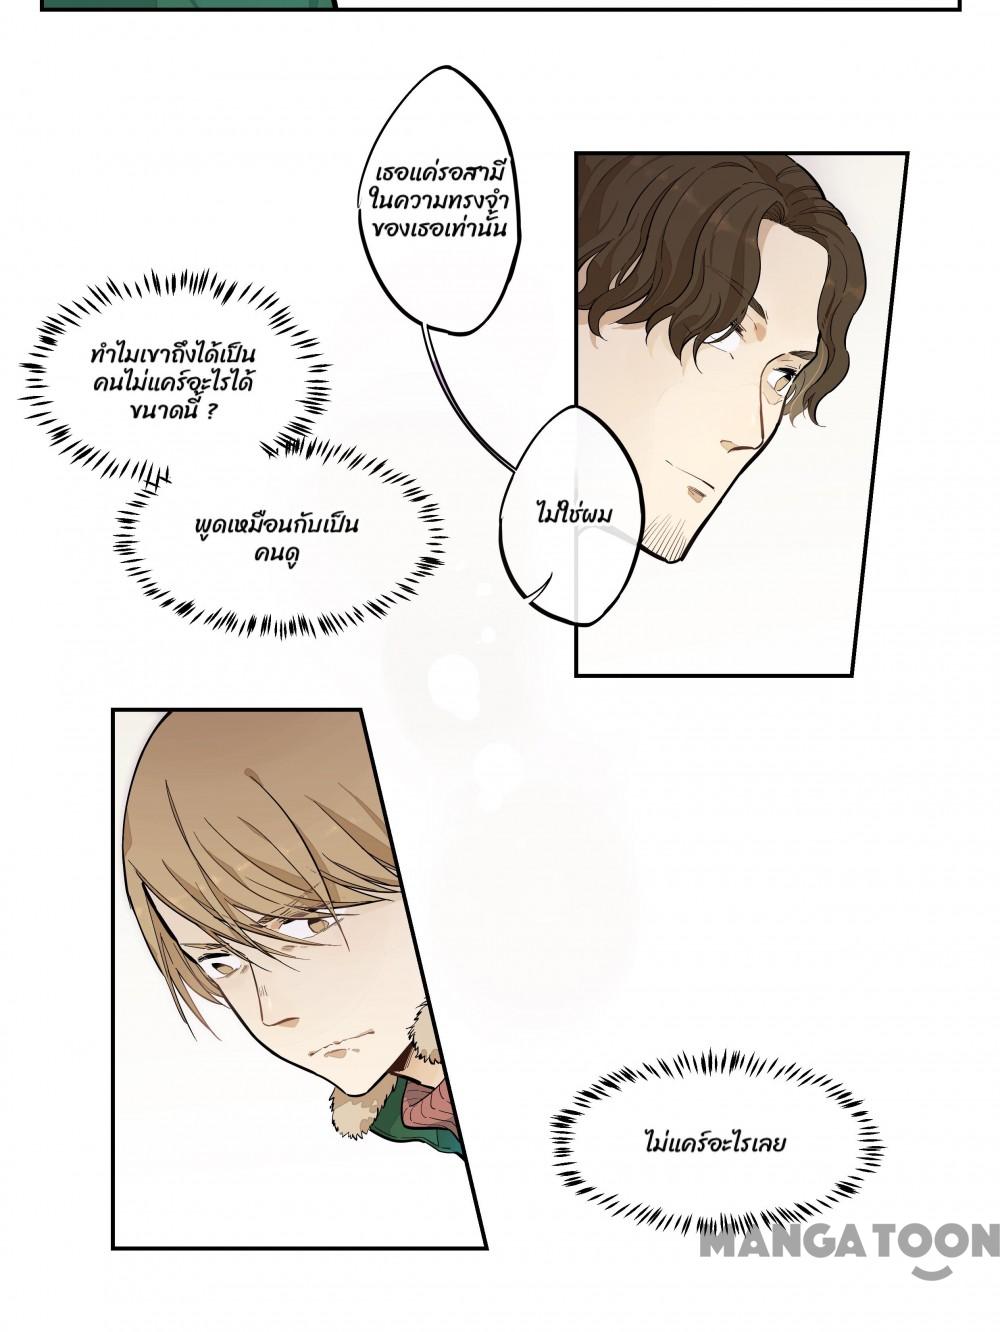 เธอแค่รอสามี
ในความทรงจำ
ของเธอเท่านั้น
ทำไมเขาถึงได้เป็น
คนไม่แคร์อะไรได้
ขนาดนี้ ?
ไม่ใช่ผม
พูดเหมือนกับเป็น
คนดู
ไม่แคร์อะไรเลย
MANGATOON